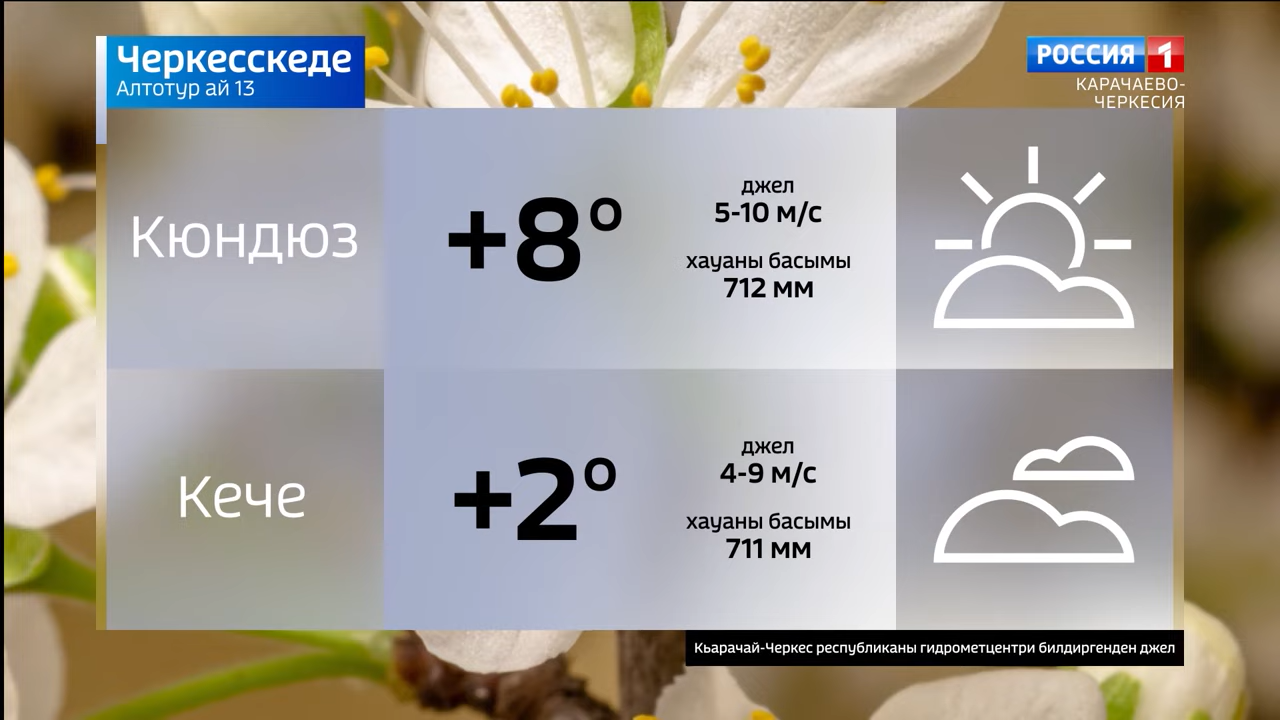 Черкесскеде
Алтотур ай 13
РОССИЯ 1
КАРАЧАЕВО-
ЧЕРКЕСИЯ
Кюндюз
+8°
джел
5-10 м/с
хауаны басымы
712 мм
Кече
+2°
джел
4-9 м/с
хауаны басымы
711 мм
Кьарачай-Черкес республиканы гидрометцентри билдиргенден джел